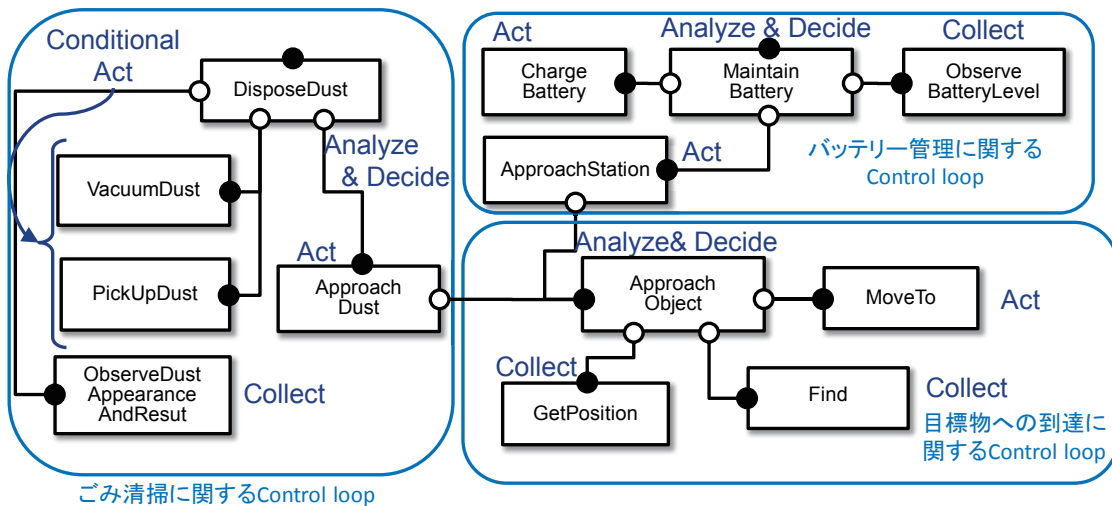 Conditional
Act
DisposeDust
Analyze
& Decide
VacuumDust
PickUpDust
Act
Approach
Dust
ObserveDust
Appearance
AndResut
Collect
ごみ清掃に関するControl loop
Act
Analyze & Decide
Collect
Charge
Battery
Maintain
Battery
Observe
BatteryLevel
ApproachStation
Act
バッテリー管理に関する
Control loop
Analyze& Decide
Approach
Object
MoveTo
Act
Collect
GetPosition
Find
Collect
目標物への到達に
関するControl loop